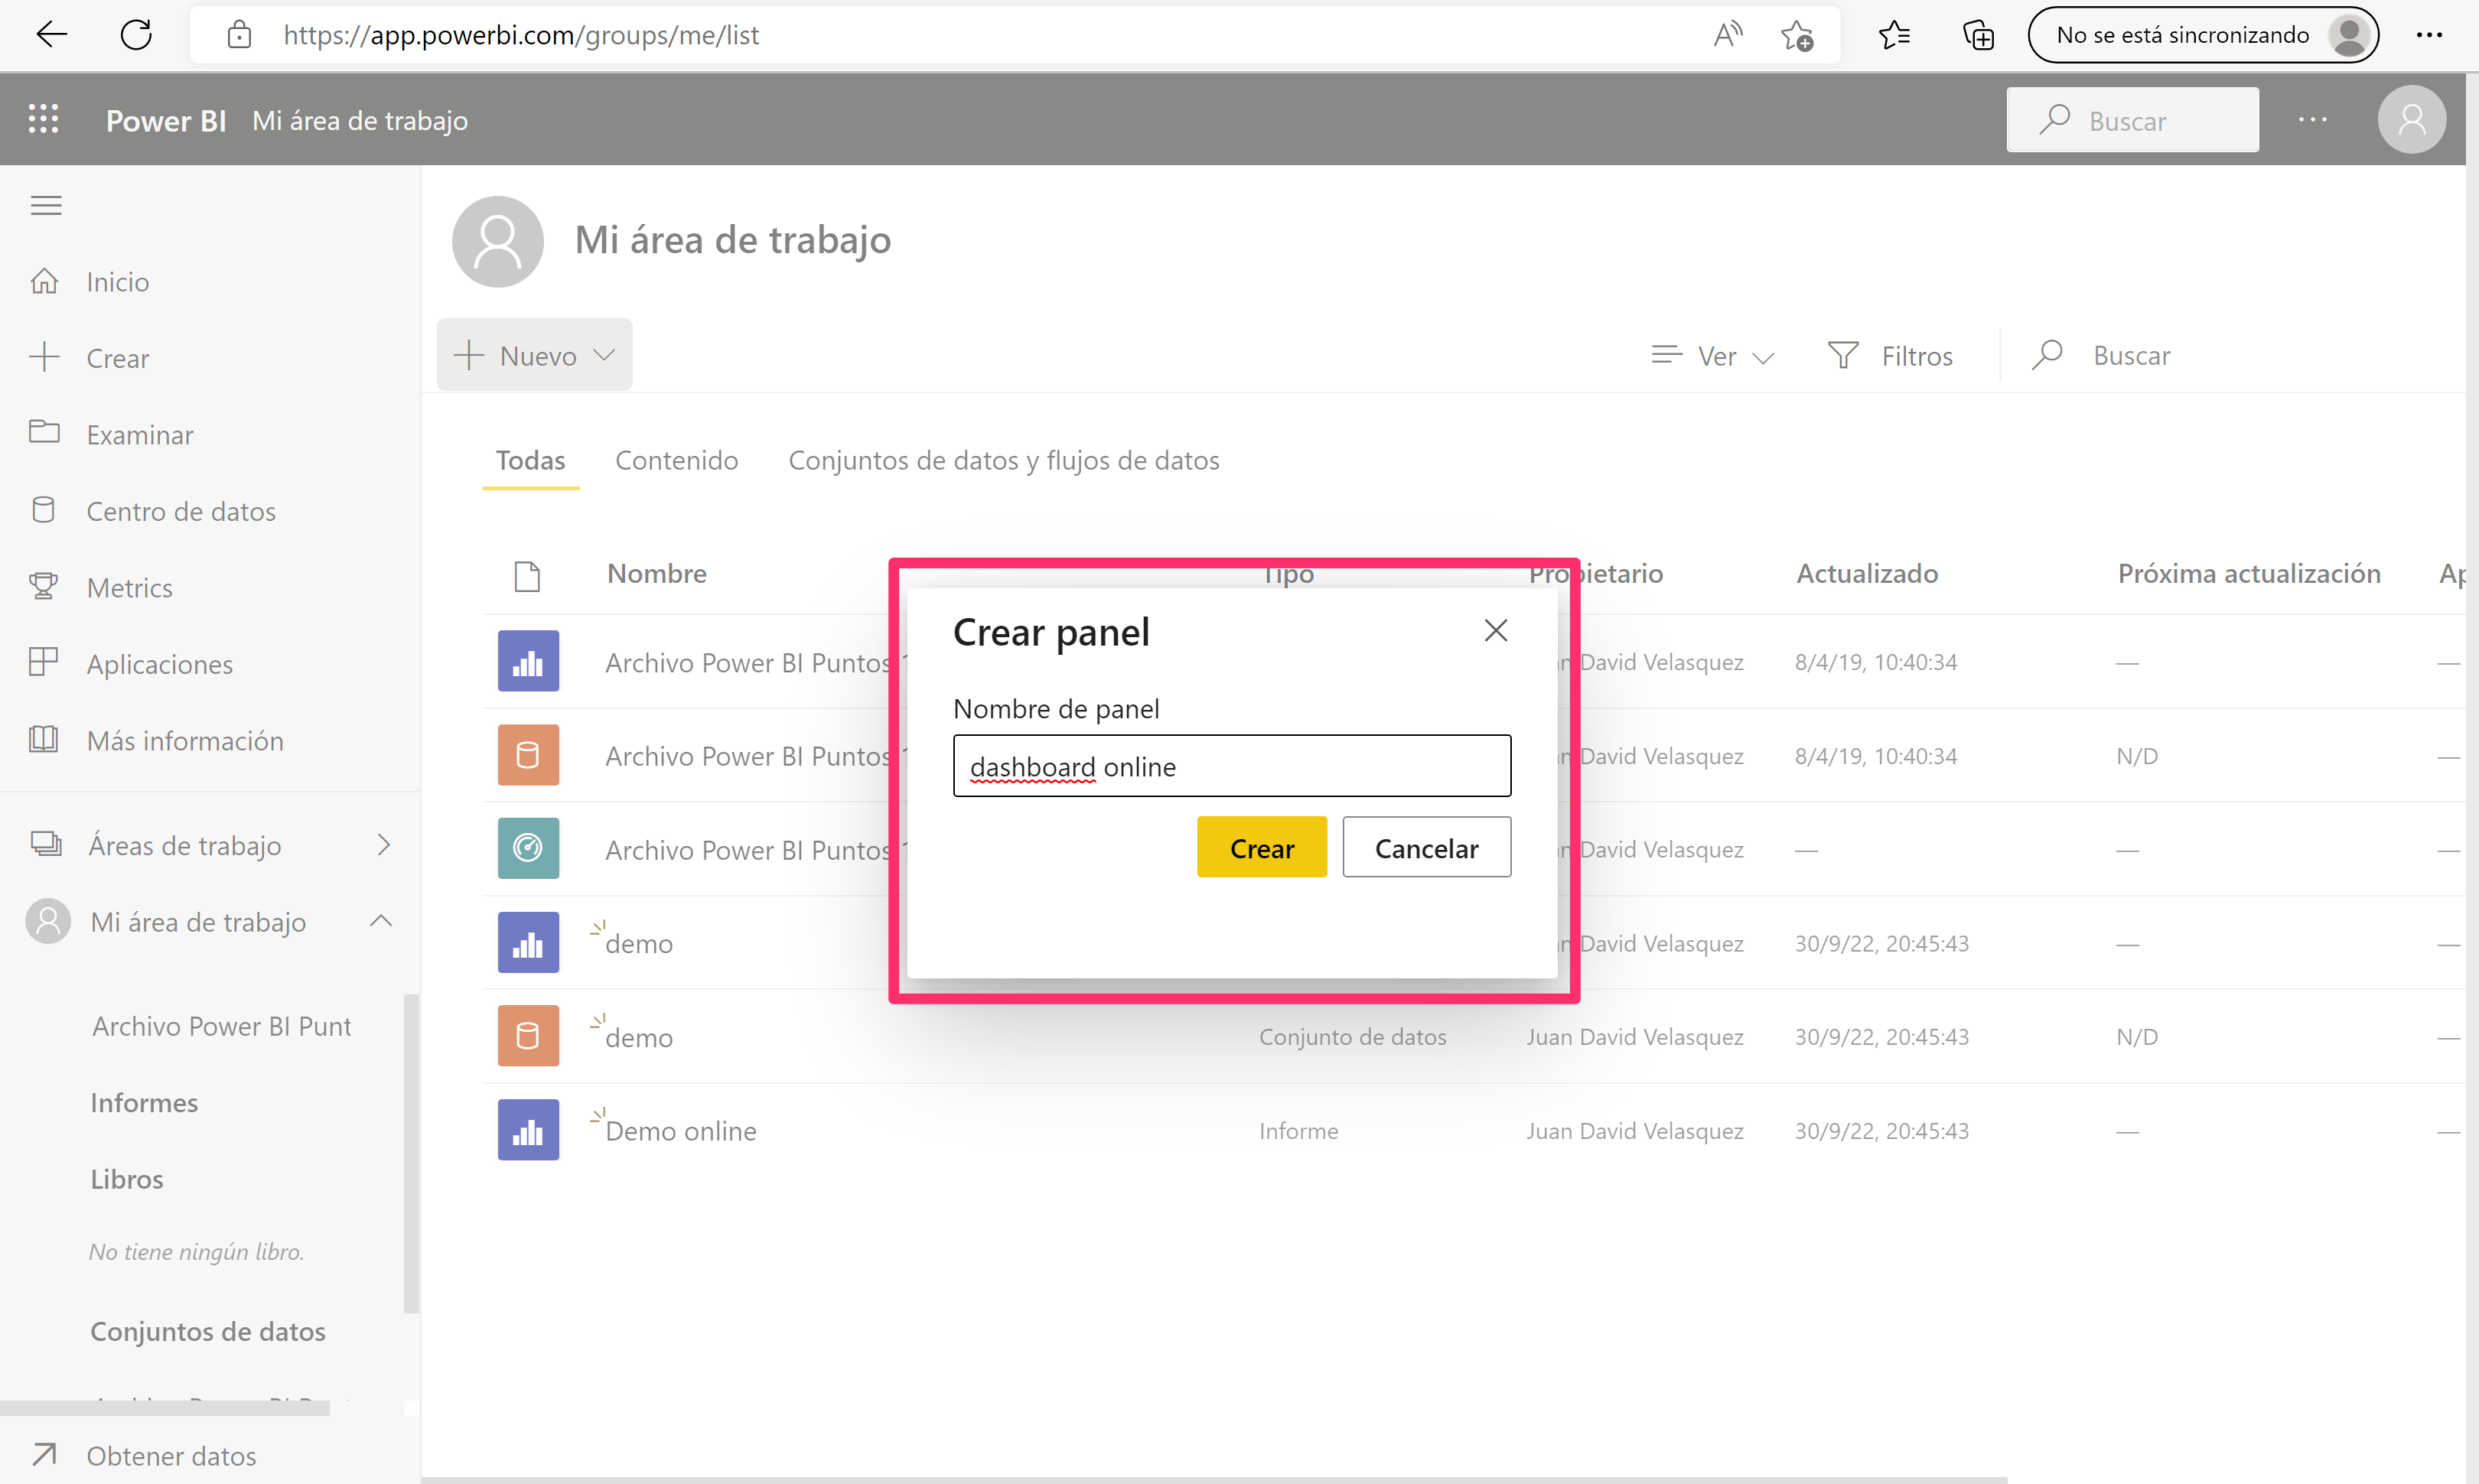 https://app.powerbi.com/groups/me/list
No se está sincronizando
Power BI Mi área de trabajo
Buscar
Mi área de trabajo
Inicio
Crear
Examinar
Centro de datos
Metrics
Aplicaciones
Más información
Áreas de trabajo
Mi área de trabajo
Archivo Power BI Punt
Informes
Libros
No tiene ningún libro.
Conjuntos de datos
Obtener datos
Nuevo
Ver Filtros Buscar
Todas Contenido Conjuntos de datos y flujos de datos
Nombre Tipo Propietario Actualizado Próxima actualización
Archivo Power BI Puntos David Velasquez 8/4/19, 10:40:34 —
Archivo Power BI Puntos David Velasquez 8/4/19, 10:40:34 N/D —
Archivo Power BI Puntos David Velasquez — — —
demo David Velasquez 30/9/22, 20:45:43 — —
demo Conjunto de datos Juan David Velasquez 30/9/22, 20:45:43 N/D —
Demo online Informe Juan David Velasquez 30/9/22, 20:45:43 — —
Crear panel
Nombre de panel
dashboard online
Crear Cancelar